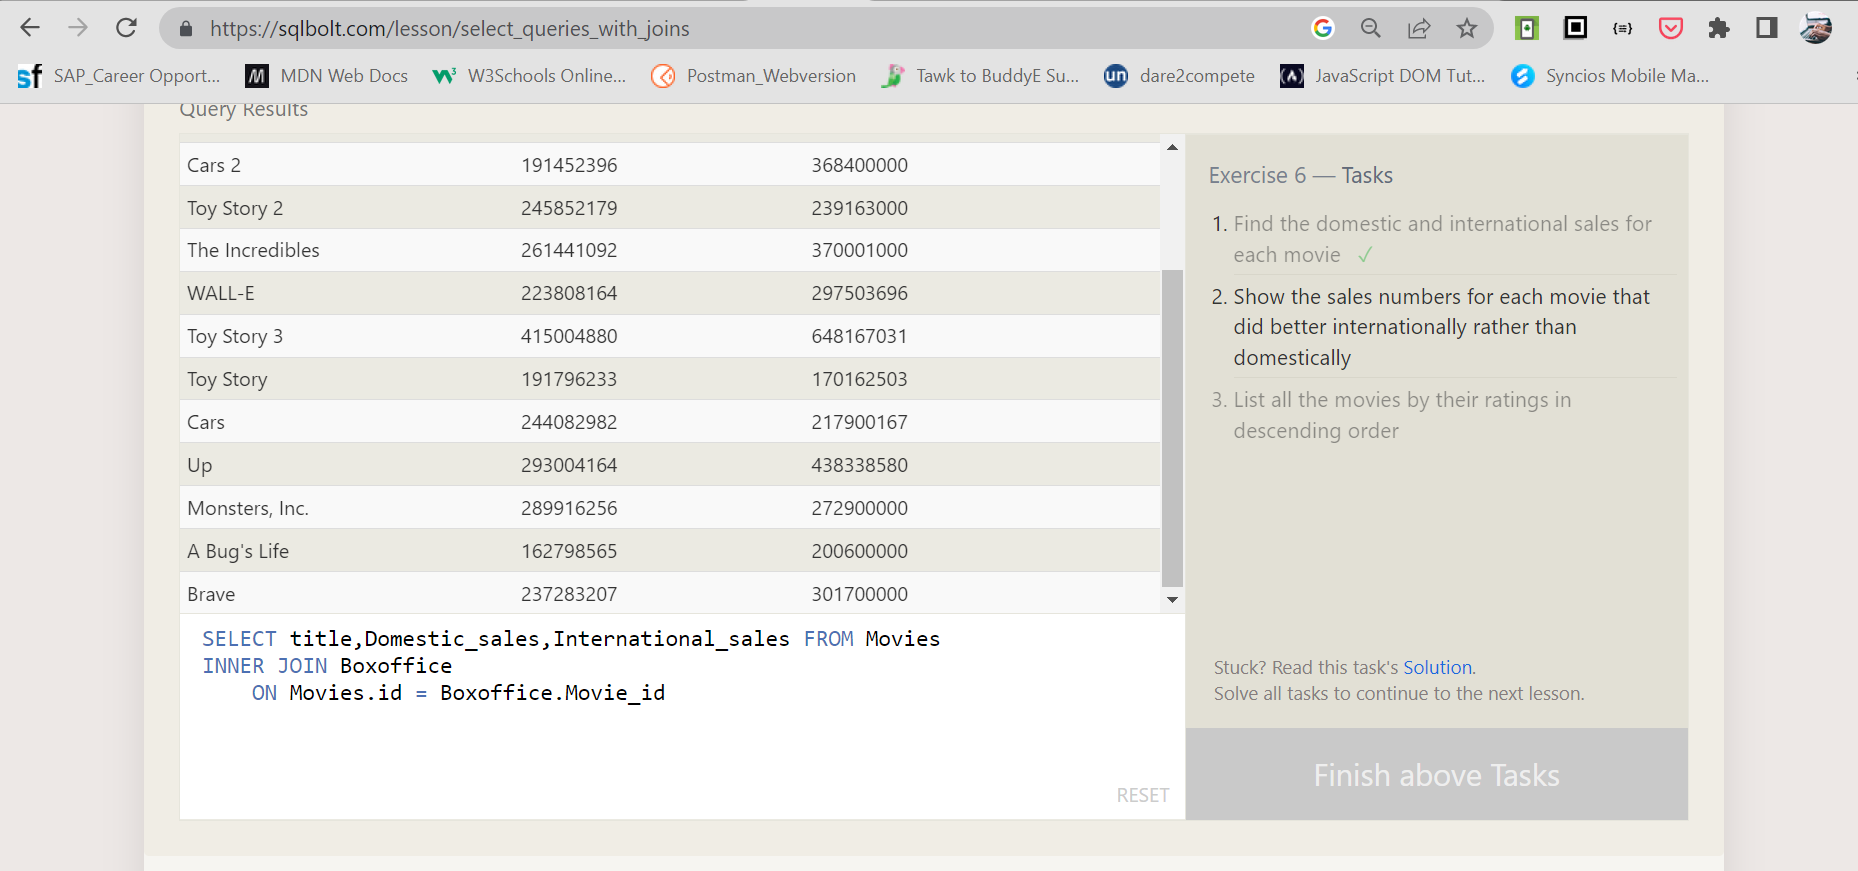 https://sqlbolt.com/lesson/select_queries_with_joins
SAP_Career Opport...
MDN Web Docs
W3Schools Online...
Postman_Webversion
Tawk to BuddyE Su...
un
dare2compete
JavaScript DOM Tut...
Syncios Mobile Ma...
Query Results
Cars 2 191452396 368400000
Toy Story 2 245852179 239163000
The Incredibles 261441092 370001000
WALL-E 223808164 297503696
Toy Story 3 415004880 648167031
Toy Story 191796233 170162503
Cars 244082982 217900167
Up 293004164 438338580
Monsters, Inc. 289916256 272900000
A Bug's Life 162798565 200600000
Brave 237283207 301700000
SELECT title,Domestic_sales,International_sales FROM Movies
INNER JOIN Boxoffice
ON Movies.id = Boxoffice.Movie_id
RESET
Exercise 6 — Tasks
1. Find the domestic and international sales for
each movie ✓
2. Show the sales numbers for each movie that
did better internationally rather than
domestically
3. List all the movies by their ratings in
descending order
Stuck? Read this task's Solution.
Solve all tasks to continue to the next lesson.
Finish above Tasks